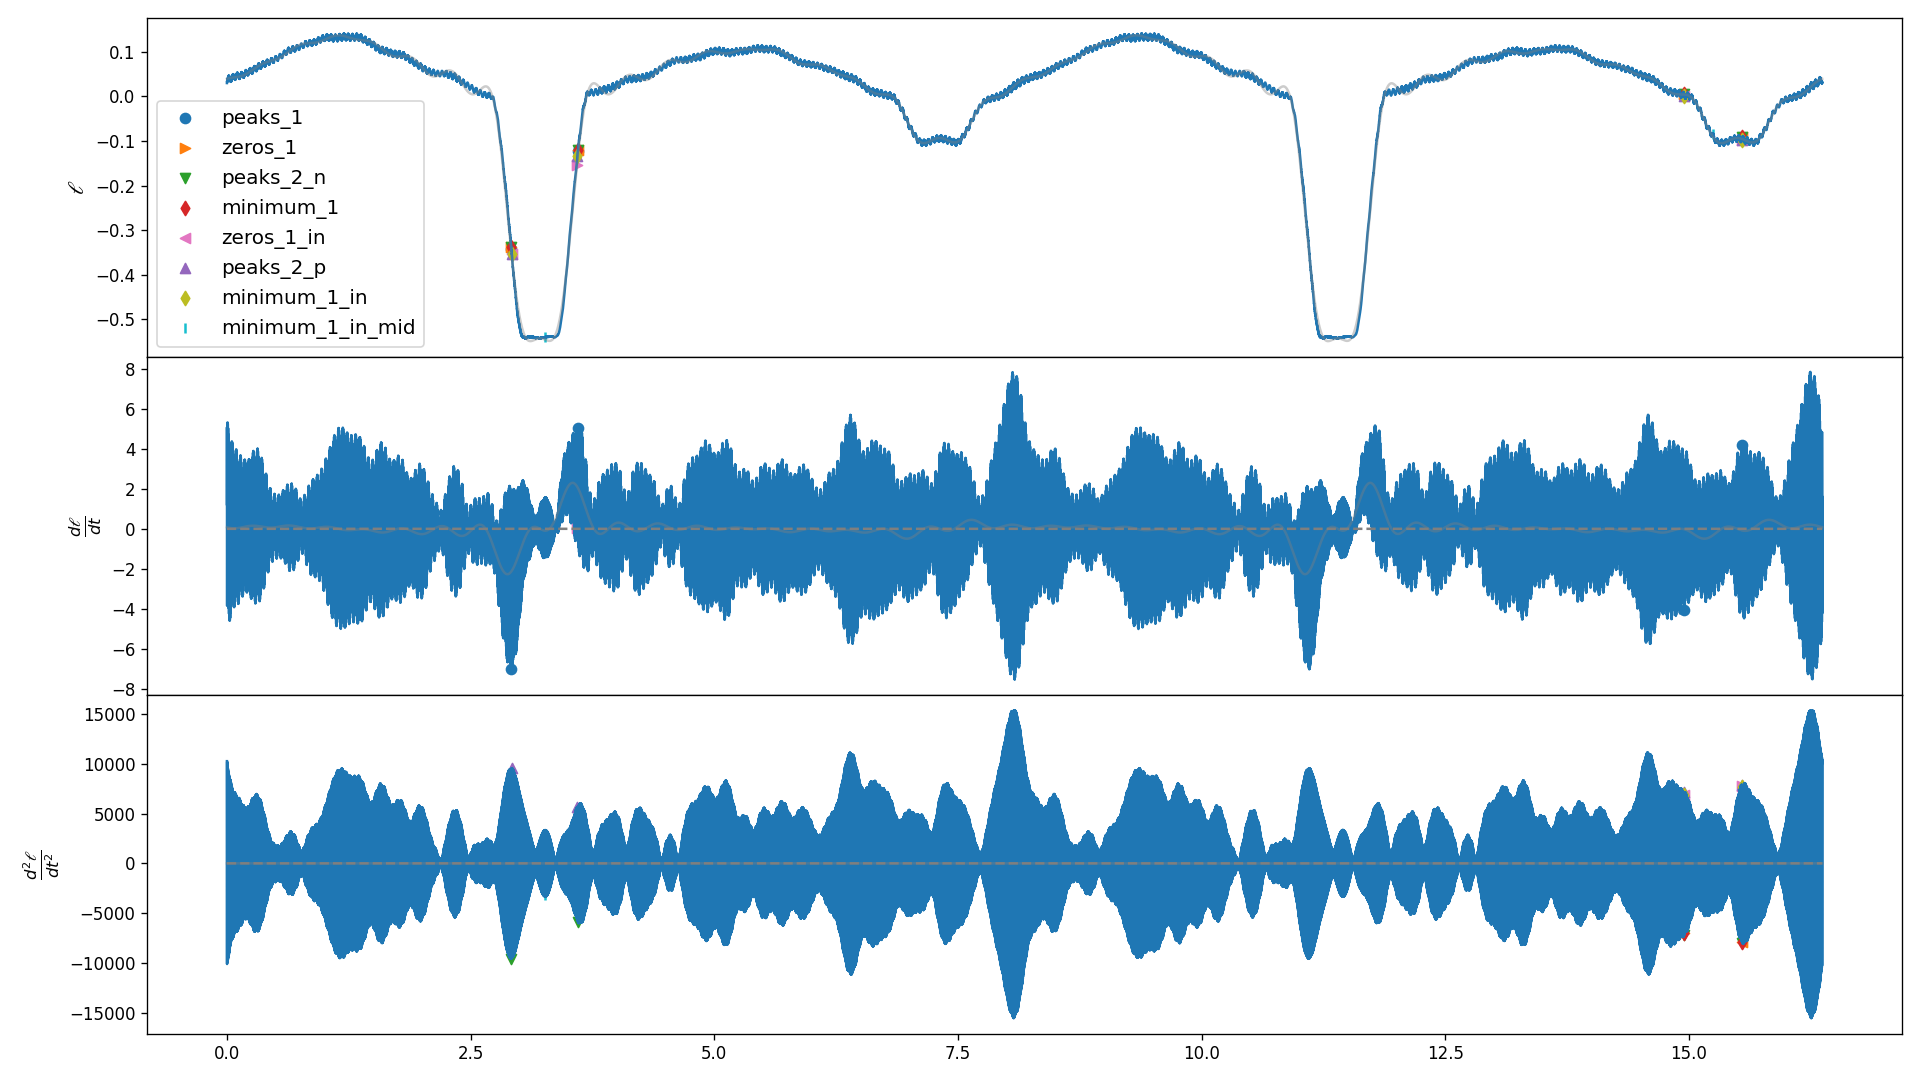 0.1
0.0
−0.1
−0.2
−0.3
−0.4
−0.5
ℓ
peaks_1
zeros_1
peaks_2_n
minimum_1
zeros_1_in
peaks_2_p
minimum_1_in
minimum_1_in_mid
8
6
4
2
0
−2
−4
−6
−8
dℓ
dt
15000
10000
5000
0
−5000
−10000
−15000
d²ℓ
dt²
0.0 2.5 5.0 7.5 10.0 12.5 15.0